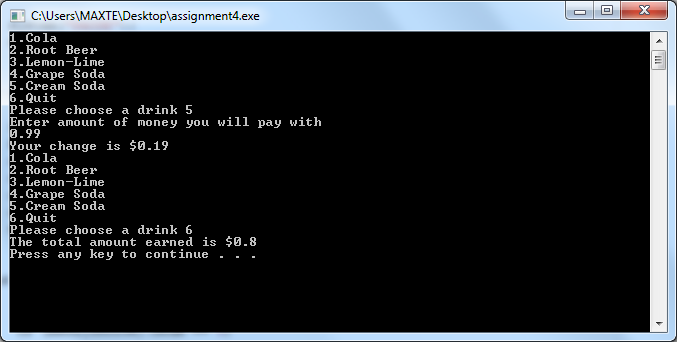 C:\Users\MAXTE\Desktop\assignment4.exe
1.Cola
2.Root Beer
3.Lemon-Lime
4.Grape Soda
5.Cream Soda
6.Quit
Please choose a drink 5
Enter amount of money you will pay with
0.99
Your change is $0.19
1.Cola
2.Root Beer
3.Lemon-Lime
4.Grape Soda
5.Cream Soda
6.Quit
Please choose a drink 6
The total amount earned is $0.8
Press any key to continue . . .